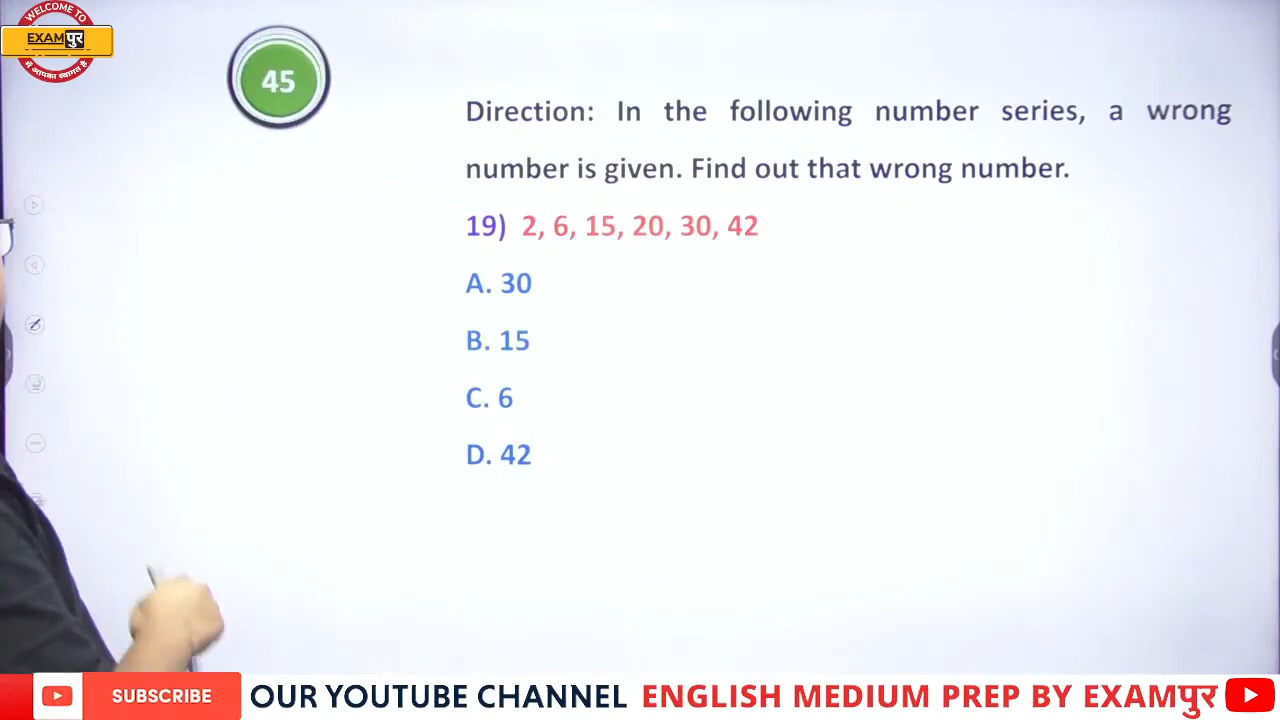 WELCOME TO
EXAMपुर
में आपका स्वागत है
45
Direction: In the following number series, a wrong
number is given. Find out that wrong number.
19) 2, 6, 15, 20, 30, 42
A. 30
B. 15
C. 6
D. 42
SUBSCRIBE OUR YOUTUBE CHANNEL ENGLISH MEDIUM PREP BY EXAMपुर